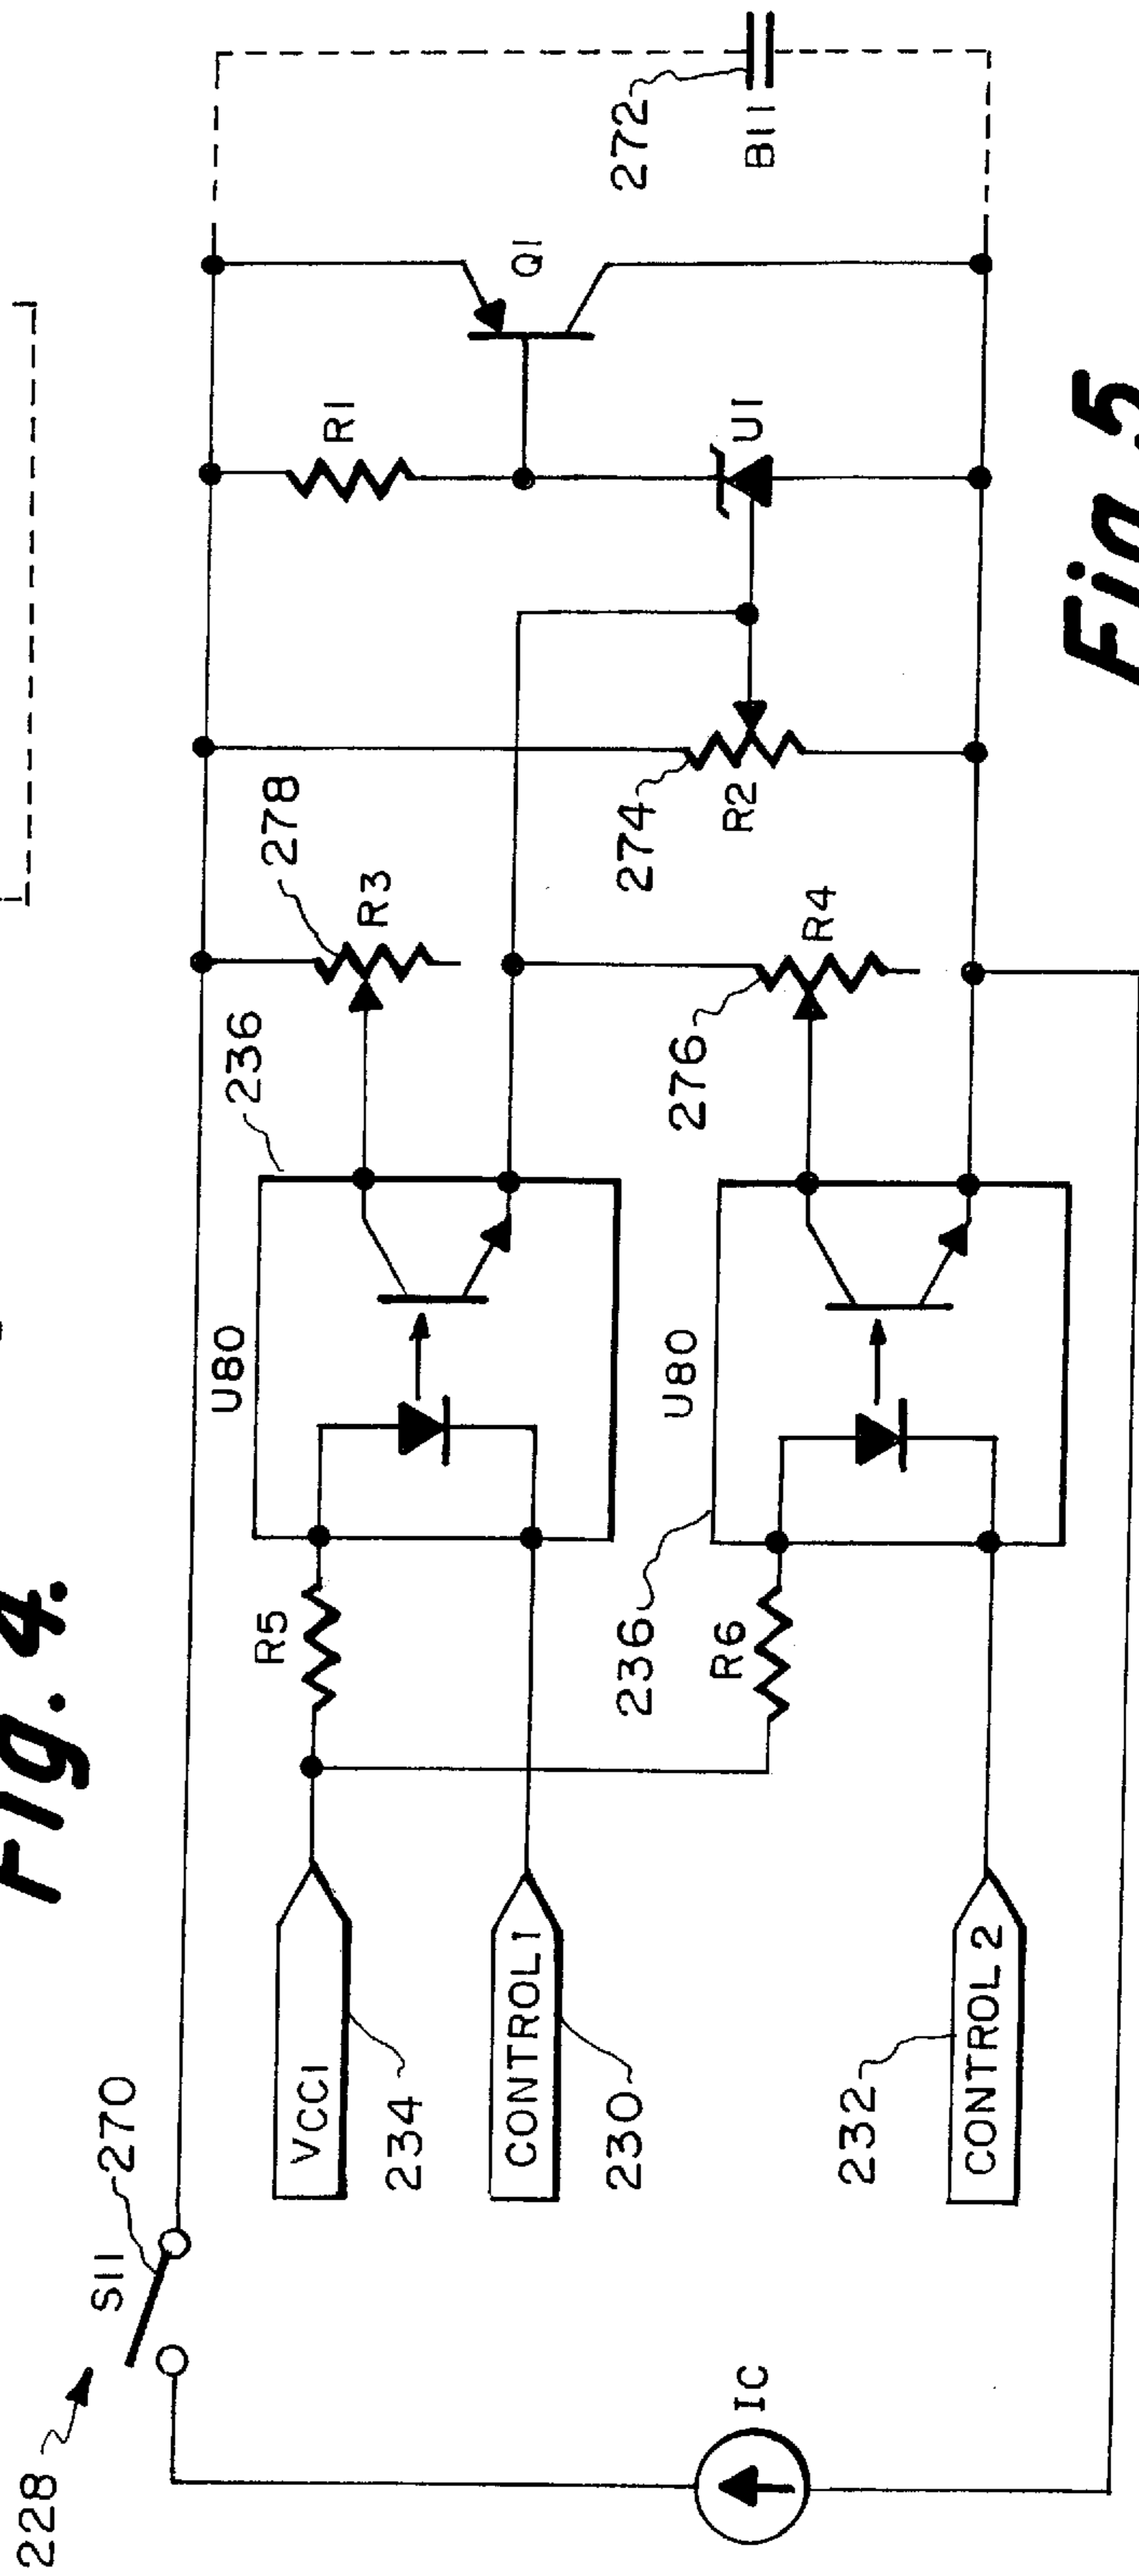 Fig. 4.
228
S11
270
IC
VCC1
234
CONTROL1
230
CONTROL 2
232
R5
R6
236
U80
U80
236
278
R3
276
R4
274
R2
R1
U1
Q1
272
B11
Fig. 5